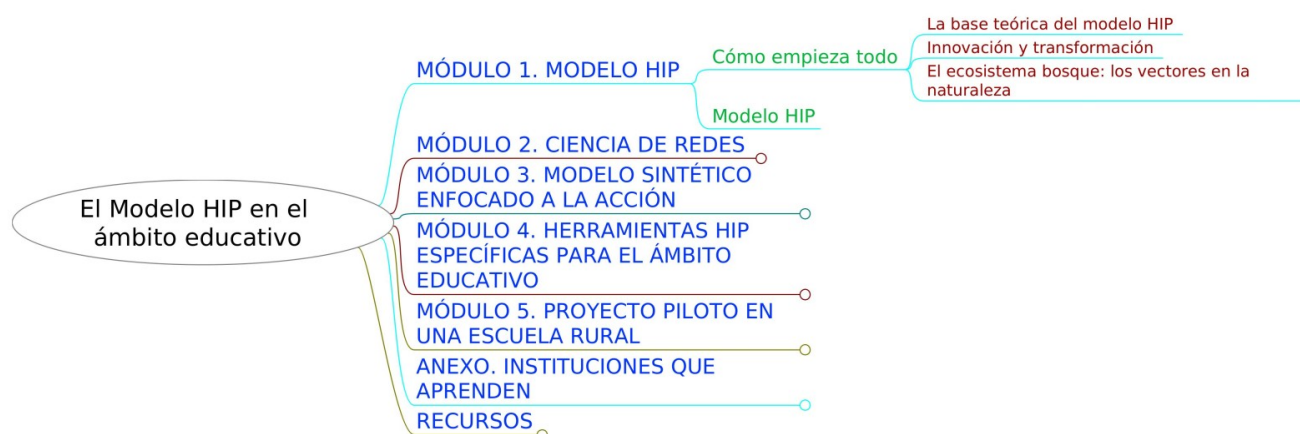 El Modelo HIP en el
ámbito educativo
MÓDULO 1. MODELO HIP
Cómo empieza todo
La base teórica del modelo HIP
Innovación y transformación
El ecosistema bosque: los vectores en la
naturaleza
Modelo HIP
MÓDULO 2. CIENCIA DE REDES
MÓDULO 3. MODELO SINTÉTICO
ENFOCADO A LA ACCIÓN
MÓDULO 4. HERRAMIENTAS HIP
ESPECÍFICAS PARA EL ÁMBITO
EDUCATIVO
MÓDULO 5. PROYECTO PILOTO EN
UNA ESCUELA RURAL
ANEXO. INSTITUCIONES QUE
APRENDEN
RECURSOS